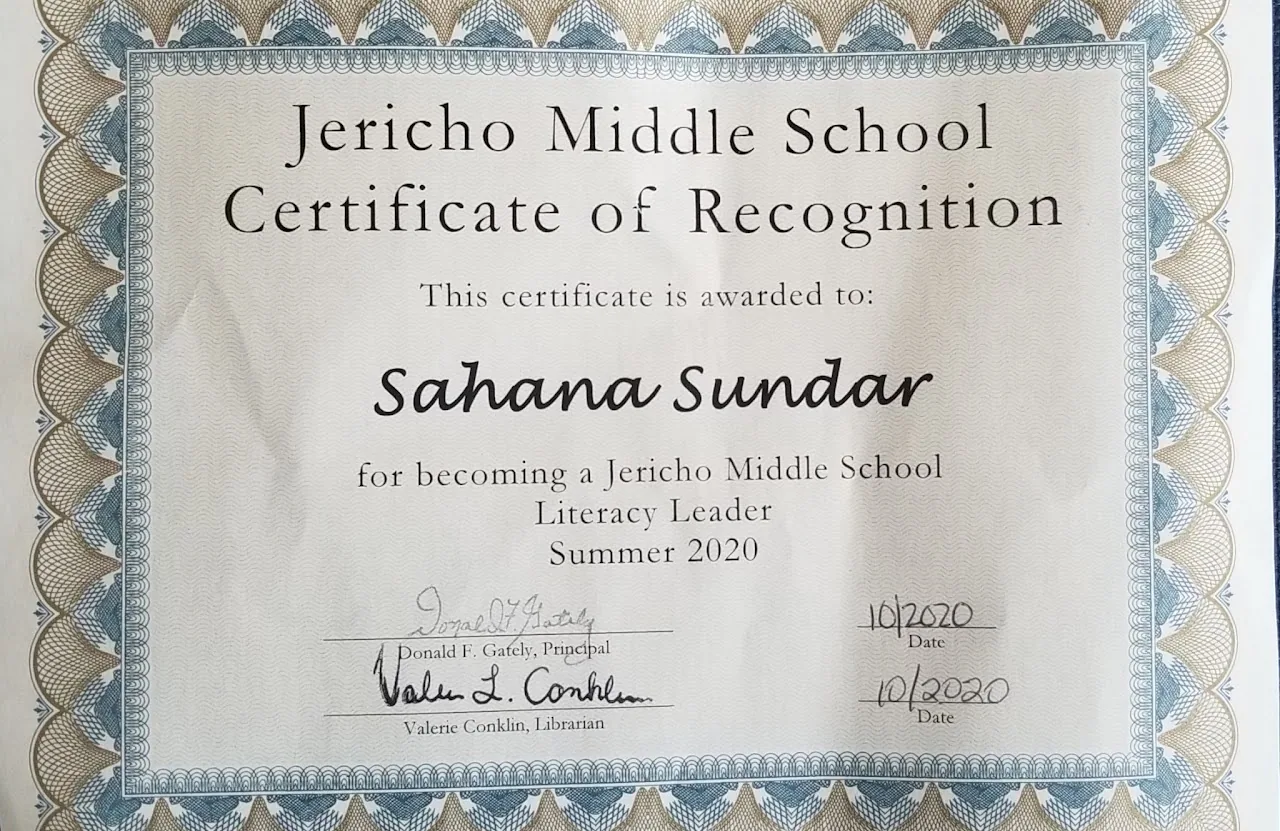 Jericho Middle School
Certificate of Recognition
This certificate is awarded to:
Sahana Sundar
for becoming a Jericho Middle School
Literacy Leader
Summer 2020
Donald F. Gately 10/2020
Donald F. Gately, Principal Date
Valerie L. Conklin 10/2020
Valerie Conklin, Librarian Date